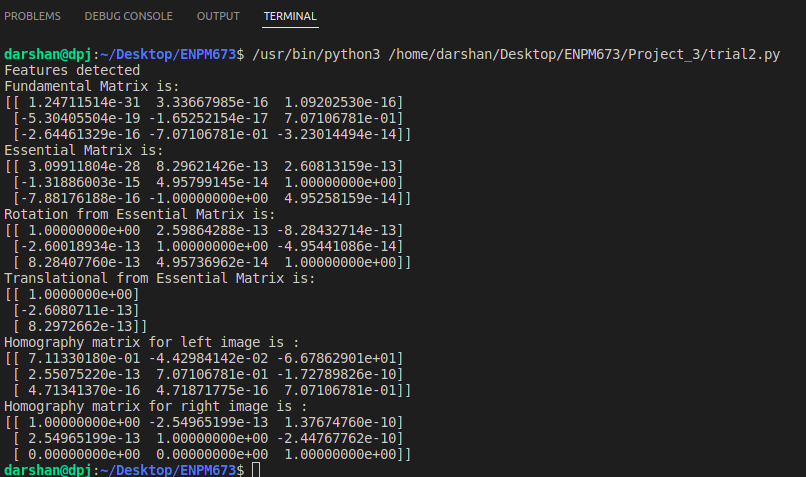 PROBLEMS DEBUG CONSOLE OUTPUT TERMINAL
darshan@dpj:~/Desktop/ENPM673$ /usr/bin/python3 /home/darshan/Desktop/ENPM673/Project_3/trial2.py
Features detected
Fundamental Matrix is:
[[ 1.24711514e-31  3.33667985e-16  1.09202530e-16]
 [-5.30405504e-19 -1.65252154e-17  7.07106781e-01]
 [-2.64461329e-16 -7.07106781e-01 -3.23014494e-14]]
Essential Matrix is:
[[ 3.09911804e-28  8.29621426e-13  2.60813159e-13]
 [-1.31886003e-15  4.95799145e-14  1.00000000e+00]
 [-7.88176188e-16 -1.00000000e+00  4.95258159e-14]]
Rotation from Essential Matrix is:
[[ 1.00000000e+00  2.59864288e-13 -8.28432714e-13]
 [-2.60018934e-13  1.00000000e+00 -4.95441086e-14]
 [ 8.28407760e-13  4.95736962e-14  1.00000000e+00]]
Translational from Essential Matrix is:
[[ 1.0000000e+00]
 [-2.6080711e-13]
 [ 8.2972662e-13]]
Homography matrix for left image is :
[[ 7.11330180e-01 -4.42984142e-02 -6.67862901e+01]
 [ 2.55075220e-13  7.07106781e-01 -1.72789826e-10]
 [ 4.71341370e-16  4.71871775e-16  7.07106781e-01]]
Homography matrix for right image is :
[[ 1.00000000e+00 -2.54965199e-13  1.37674760e-10]
 [ 2.54965199e-13  1.00000000e+00 -2.44767762e-10]
 [ 0.00000000e+00  0.00000000e+00  1.00000000e+00]]
darshan@dpj:~/Desktop/ENPM673$